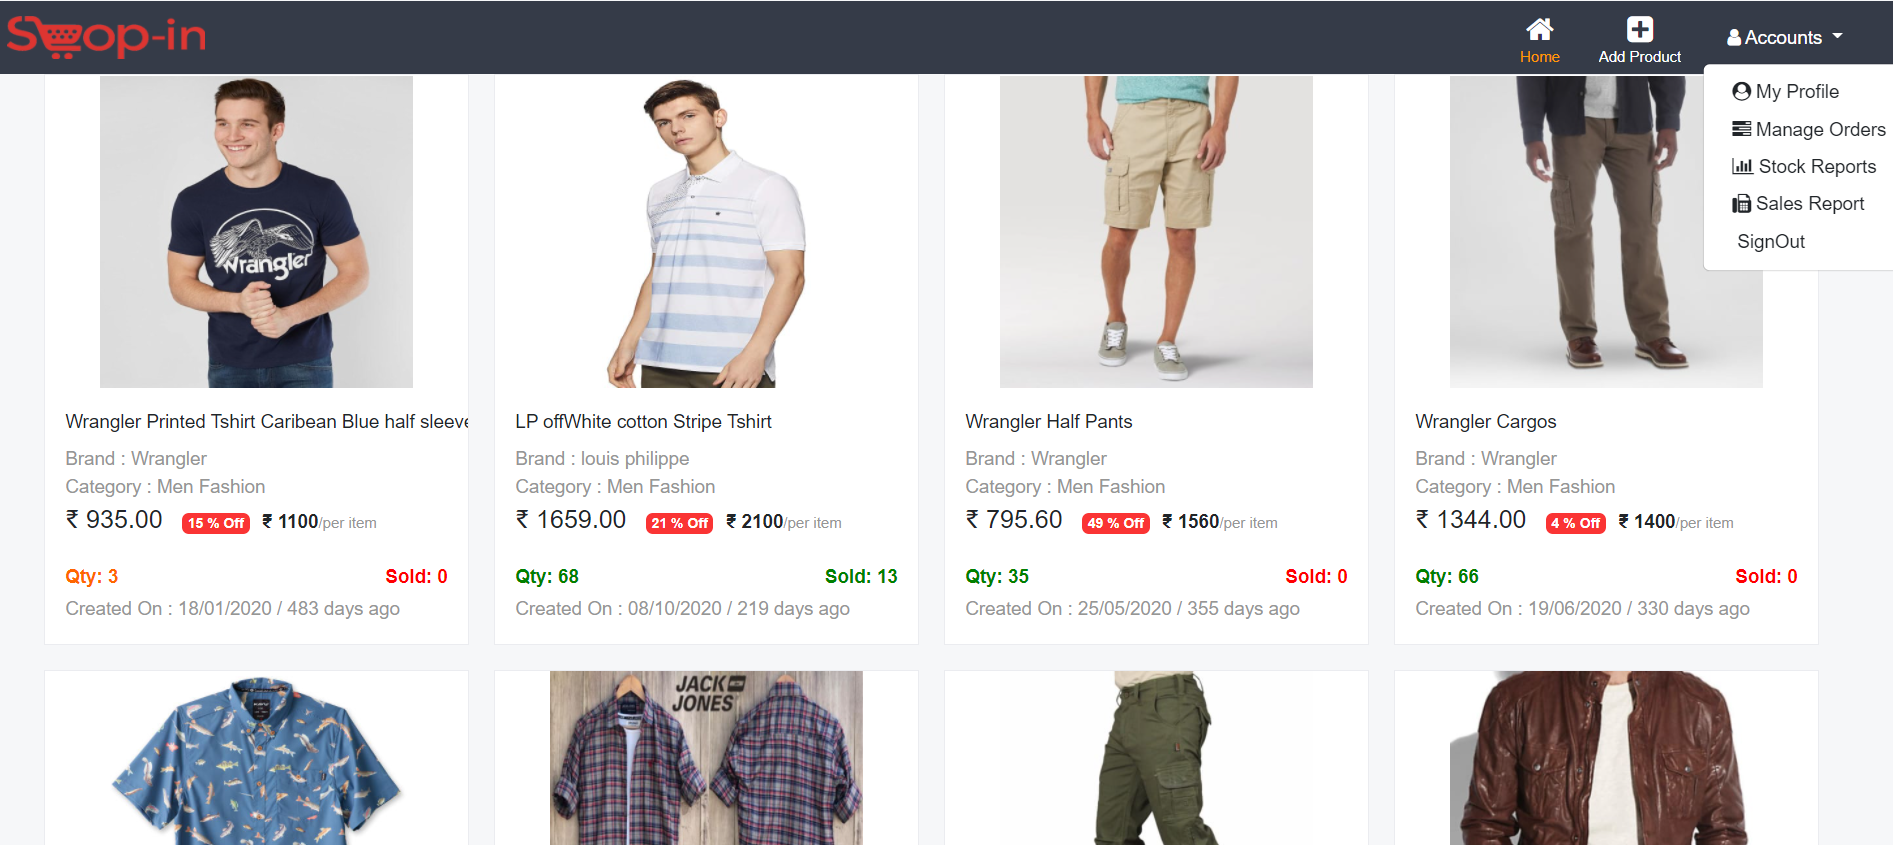 Shop-in
Home
Add Product
Accounts
My Profile
Manage Orders
Stock Reports
Sales Report
SignOut
Wrangler
Wrangler Printed Tshirt Caribean Blue half sleeve
Brand : Wrangler
Category : Men Fashion
₹ 935.00 15 % Off ₹ 1100/per item
Qty: 3 Sold: 0
Created On : 18/01/2020 / 483 days ago
LP offWhite cotton Stripe Tshirt
Brand : louis philippe
Category : Men Fashion
₹ 1659.00 21 % Off ₹ 2100/per item
Qty: 68 Sold: 13
Created On : 08/10/2020 / 219 days ago
Wrangler Half Pants
Brand : Wrangler
Category : Men Fashion
₹ 795.60 49 % Off ₹ 1560/per item
Qty: 35 Sold: 0
Created On : 25/05/2020 / 355 days ago
Wrangler Cargos
Brand : Wrangler
Category : Men Fashion
₹ 1344.00 4 % Off ₹ 1400/per item
Qty: 66 Sold: 0
Created On : 19/06/2020 / 330 days ago
JACK
JONES